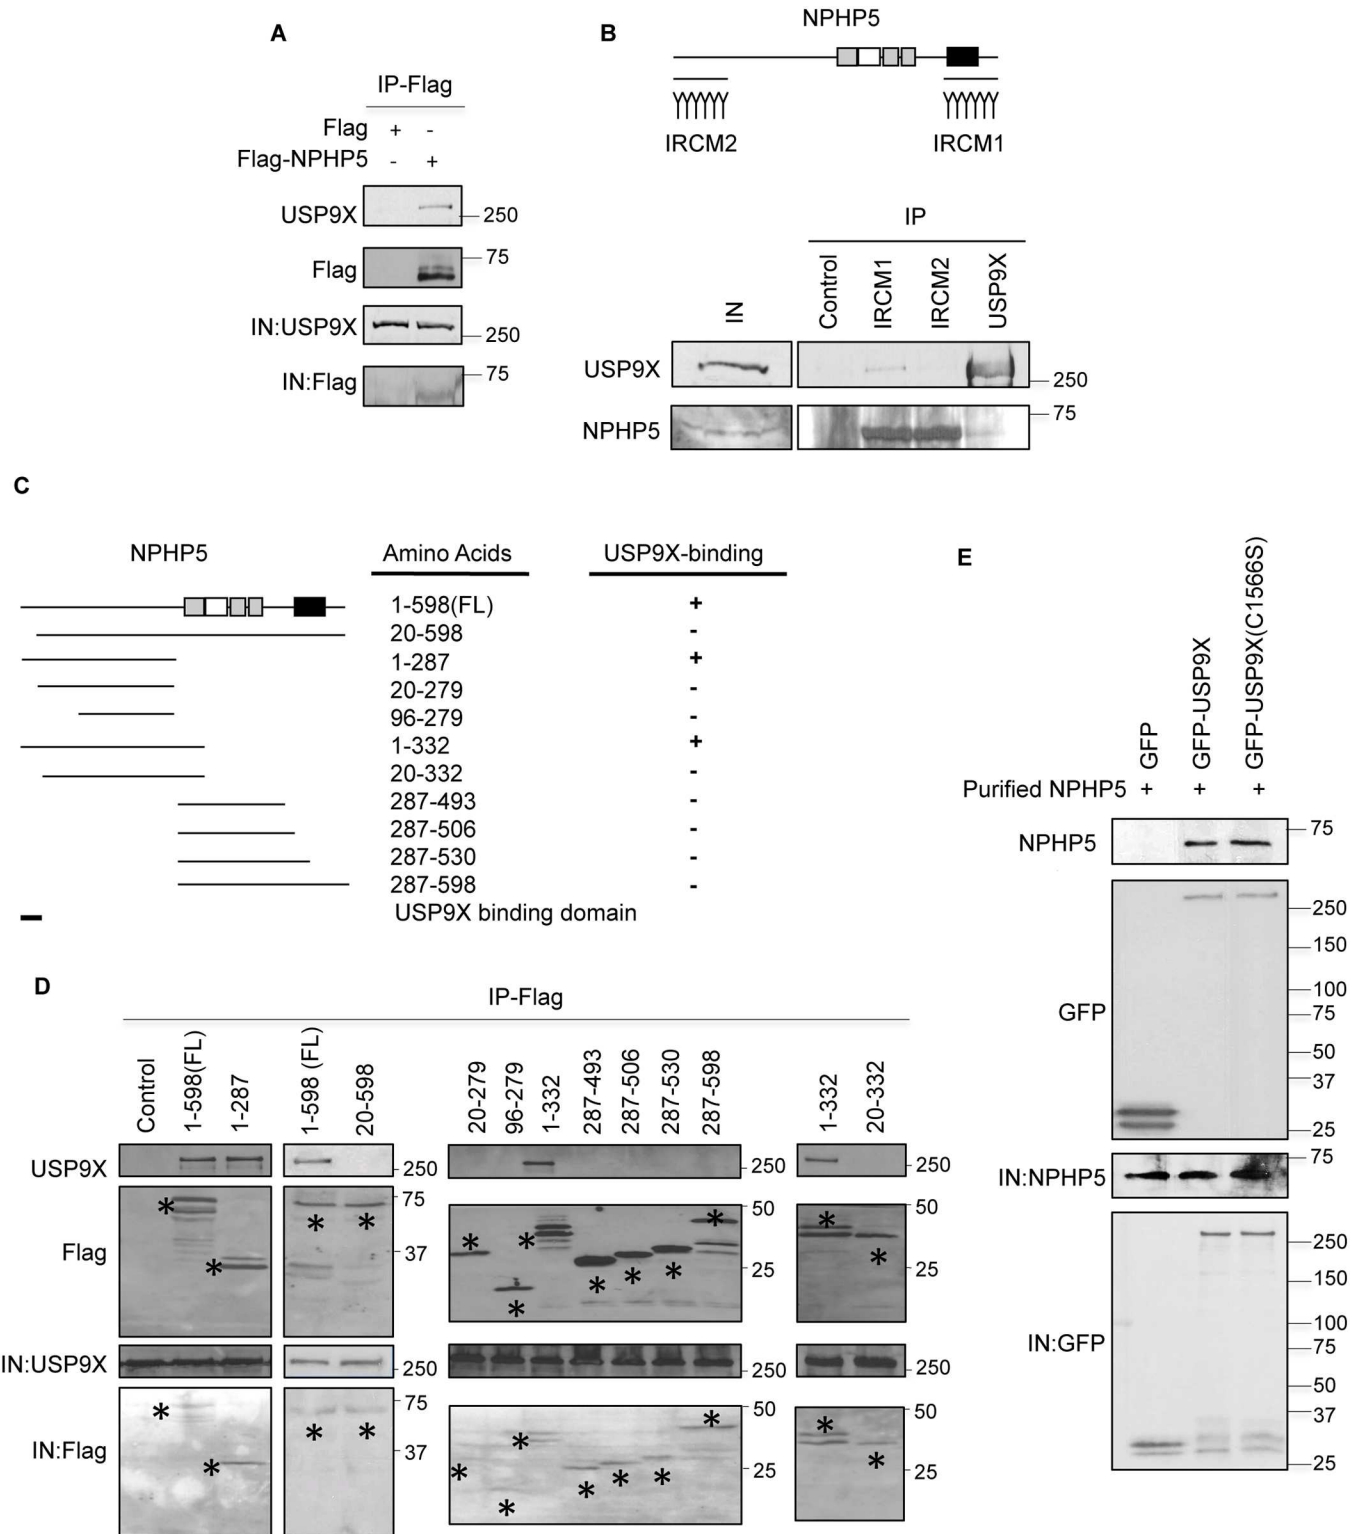 A
IP-Flag
Flag + -
Flag-NPHP5 - +
USP9X 250
Flag 75
IN:USP9X 250
IN:Flag 75
B
NPHP5
IRCM2 IRCM1
IP
IN Control IRCM1 IRCM2 USP9X
USP9X 250
NPHP5 75
C
NPHP5 Amino Acids USP9X-binding
1-598(FL) +
20-598 -
1-287 +
20-279 -
96-279 -
1-332 +
20-332 -
287-493 -
287-506 -
287-530 -
287-598 -
USP9X binding domain
D
IP-Flag
Control 1-598(FL) 1-287 1-598 (FL) 20-598 20-279 96-279 1-332 287-493 287-506 287-530 287-598 1-332 20-332
USP9X 250 250 250
Flag * * 75 * * 37 * * * * * * * 50 25 * * 50 25
IN:USP9X 250 250 250
IN:Flag * * 75 * * 37 * * * * * * * 50 25 * * 50 25
E
GFP GFP-USP9X GFP-USP9X(C1566S)
Purified NPHP5 + + +
NPHP5 75
GFP
250
150
100
75
50
37
25
IN:NPHP5 75
IN:GFP
250
150
100
75
50
37
25